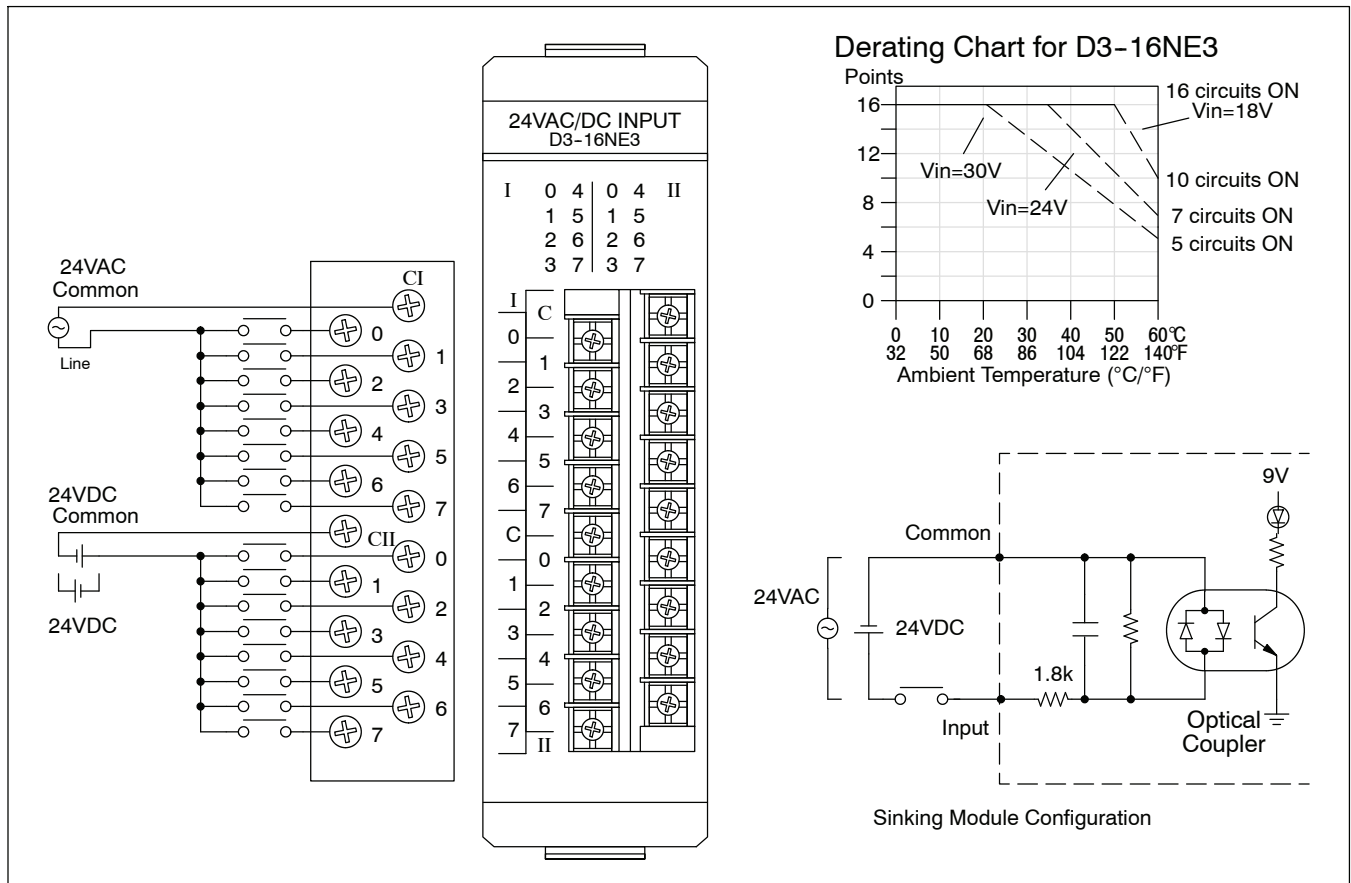 24VAC
Common
Line
CI
0
1
2
3
4
5
6
7
24VDC
Common
CII
0
1
2
3
4
5
6
7
24VDC
24VAC/DC INPUT
D3-16NE3
I 0 4 0 4 II
1 5 1 5
2 6 2 6
3 7 3 7
I
C
0
1
2
3
4
5
6
7
C
0
1
2
3
4
5
6
7
II
Derating Chart for D3-16NE3
Points
16
12
8
4
0
Vin=30V
Vin=24V
16 circuits ON
Vin=18V
10 circuits ON
7 circuits ON
5 circuits ON
0 10 20 30 40 50 60°C
32 50 68 86 104 122 140°F
Ambient Temperature (°C/°F)
9V
Common
24VAC
24VDC
1.8k
Input
Optical
Coupler
Sinking Module Configuration